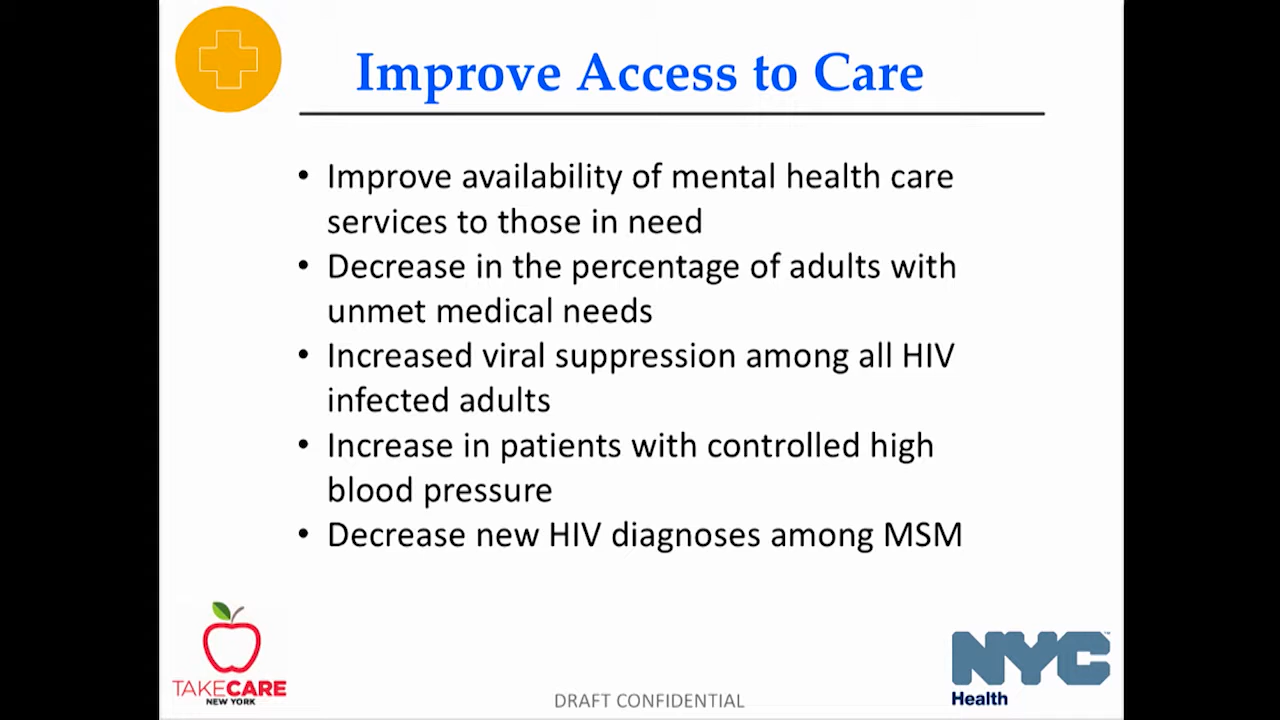 Improve Access to Care
• Improve availability of mental health care
services to those in need
• Decrease in the percentage of adults with
unmet medical needs
• Increased viral suppression among all HIV
infected adults
• Increase in patients with controlled high
blood pressure
• Decrease new HIV diagnoses among MSM
TAKECARE
NEW YORK
DRAFT CONFIDENTIAL
NYC™
Health